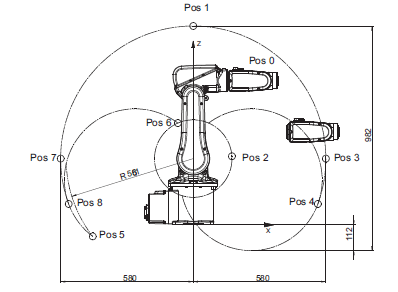 Pos 1
Z
Pos 0
Pos 6
982
Pos 7
Pos 2
Pos 3
Pos 8
Pos 4
Pos 5
X
112
580
580